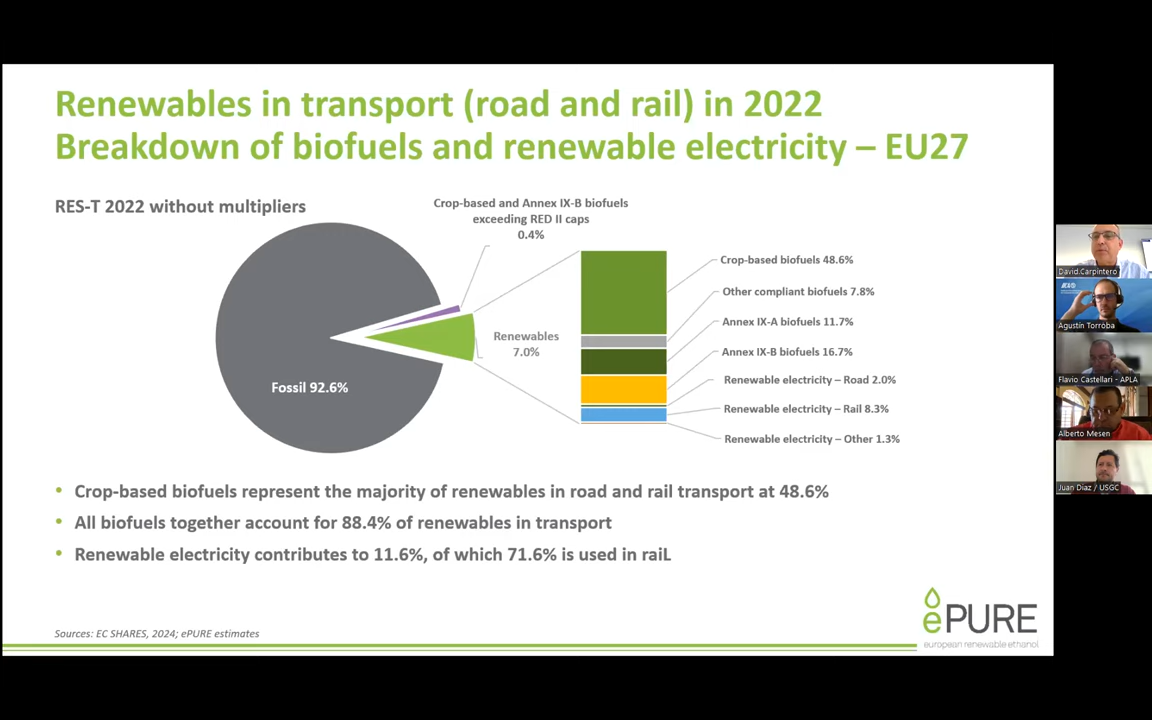 Renewables in transport (road and rail) in 2022
Breakdown of biofuels and renewable electricity – EU27
RES-T 2022 without multipliers
Crop-based and Annex IX-B biofuels
exceeding RED II caps
0.4%
Fossil 92.6%
Renewables
7.0%
Crop-based biofuels 48.6%
Other compliant biofuels 7.8%
Annex IX-A biofuels 11.7%
Annex IX-B biofuels 16.7%
Renewable electricity – Road 2.0%
Renewable electricity – Rail 8.3%
Renewable electricity – Other 1.3%
• Crop-based biofuels represent the majority of renewables in road and rail transport at 48.6%
• All biofuels together account for 88.4% of renewables in transport
• Renewable electricity contributes to 11.6%, of which 71.6% is used in raiL
Sources: EC SHARES, 2024; ePURE estimates
ePURE
european renewable ethanol
David.Carpintero
Agustín Torroba
Flavio Castellari - APLA
Alberto Mesen
Juan Diaz / USGC